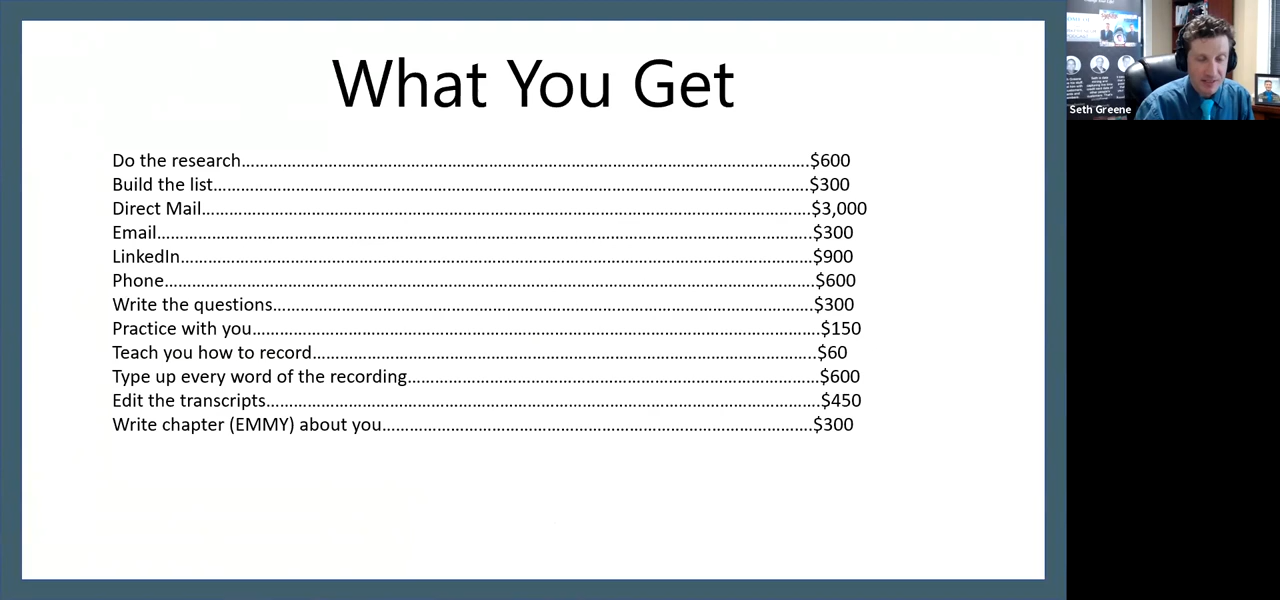 What You Get
Do the research……………………………………………………………………………………………………………….$600
Build the list…………………………………………………………………………………………………………………….$300
Direct Mail……………………………………………………………………………………………………………………….$3,000
Email……………………………………………………………………………………………………………………………….$300
LinkedIn…………………………………………………………………………………………………………………………..$900
Phone……………………………………………………………………………………………………………………………..$600
Write the questions………………………………………………………………………………………………………….$300
Practice with you………………………………………………………………………………………………………………..$150
Teach you how to record……………………………………………………………………………………………………..$60
Type up every word of the recording……………………………………………………………………………………$600
Edit the transcripts……………………………………………………………………………………………………………..$450
Write chapter (EMMY) about you……………………………………………………………………………………….$300
Seth Greene